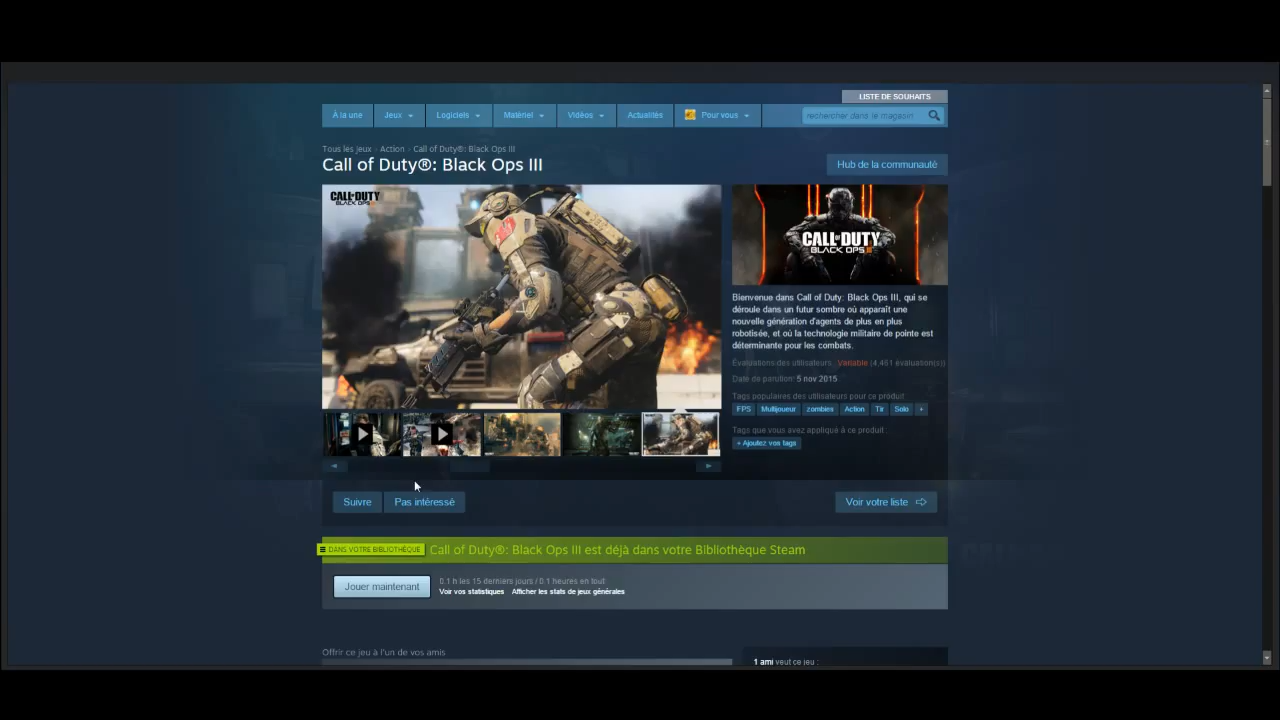 LISTE DE SOUHAITS
À la une
Jeux
Logiciels
Matériel
Vidéos
Actualités
Pour vous
rechercher dans le magasin
Tous les jeux > Action > Call of Duty®: Black Ops III
Call of Duty®: Black Ops III
Hub de la communauté
CALL OF DUTY
BLACK OPS III
CALL OF DUTY
BLACK OPS III
Bienvenue dans Call of Duty: Black Ops III, qui se
déroule dans un futur sombre où apparaît une
nouvelle génération d'agents de plus en plus
robotisée, et où la technologie militaire de pointe est
déterminante pour les combats.
Évaluations des utilisateurs : Variable (4,461 évaluation(s))
Date de parution: 5 nov 2015
Tags populaires des utilisateurs pour ce produit :
FPS Multijoueur zombies Action Tir Solo +
Tags que vous avez appliqué à ce produit :
+ Ajoutez vos tags
Suivre
Pas intéressé
Voir votre liste
DANS VOTRE BIBLIOTHÈQUE
Call of Duty®: Black Ops III est déjà dans votre Bibliothèque Steam
Jouer maintenant
0.1 h les 15 derniers jours / 0.1 heures en tout
Voir vos statistiques Afficher les stats de jeux générales
Offrir ce jeu à l'un de vos amis
1 ami veut ce jeu :